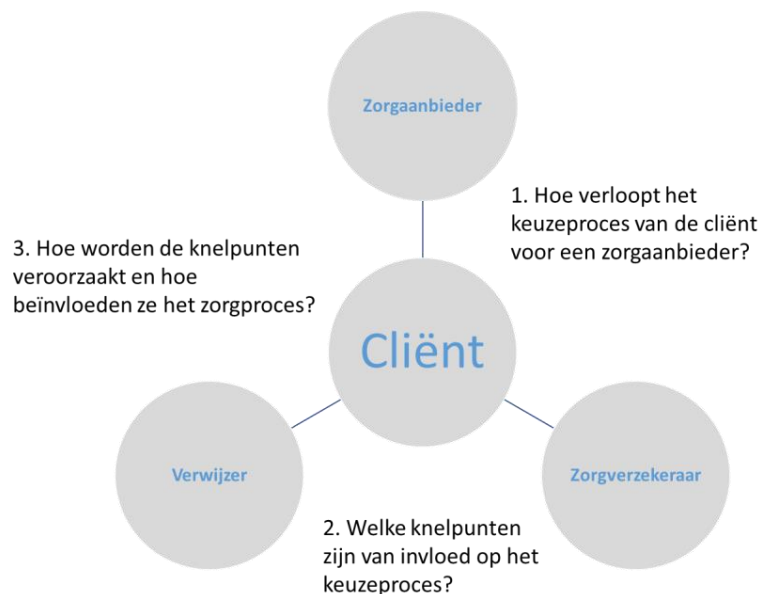 Zorgaanbieder
1. Hoe verloopt het
keuzeproces van de cliënt
voor een zorgaanbieder?
3. Hoe worden de knelpunten
veroorzaakt en hoe
beïnvloeden ze het zorgproces?
Cliënt
Verwijzer
Zorgverzekeraar
2. Welke knelpunten
zijn van invloed op het
keuzeproces?